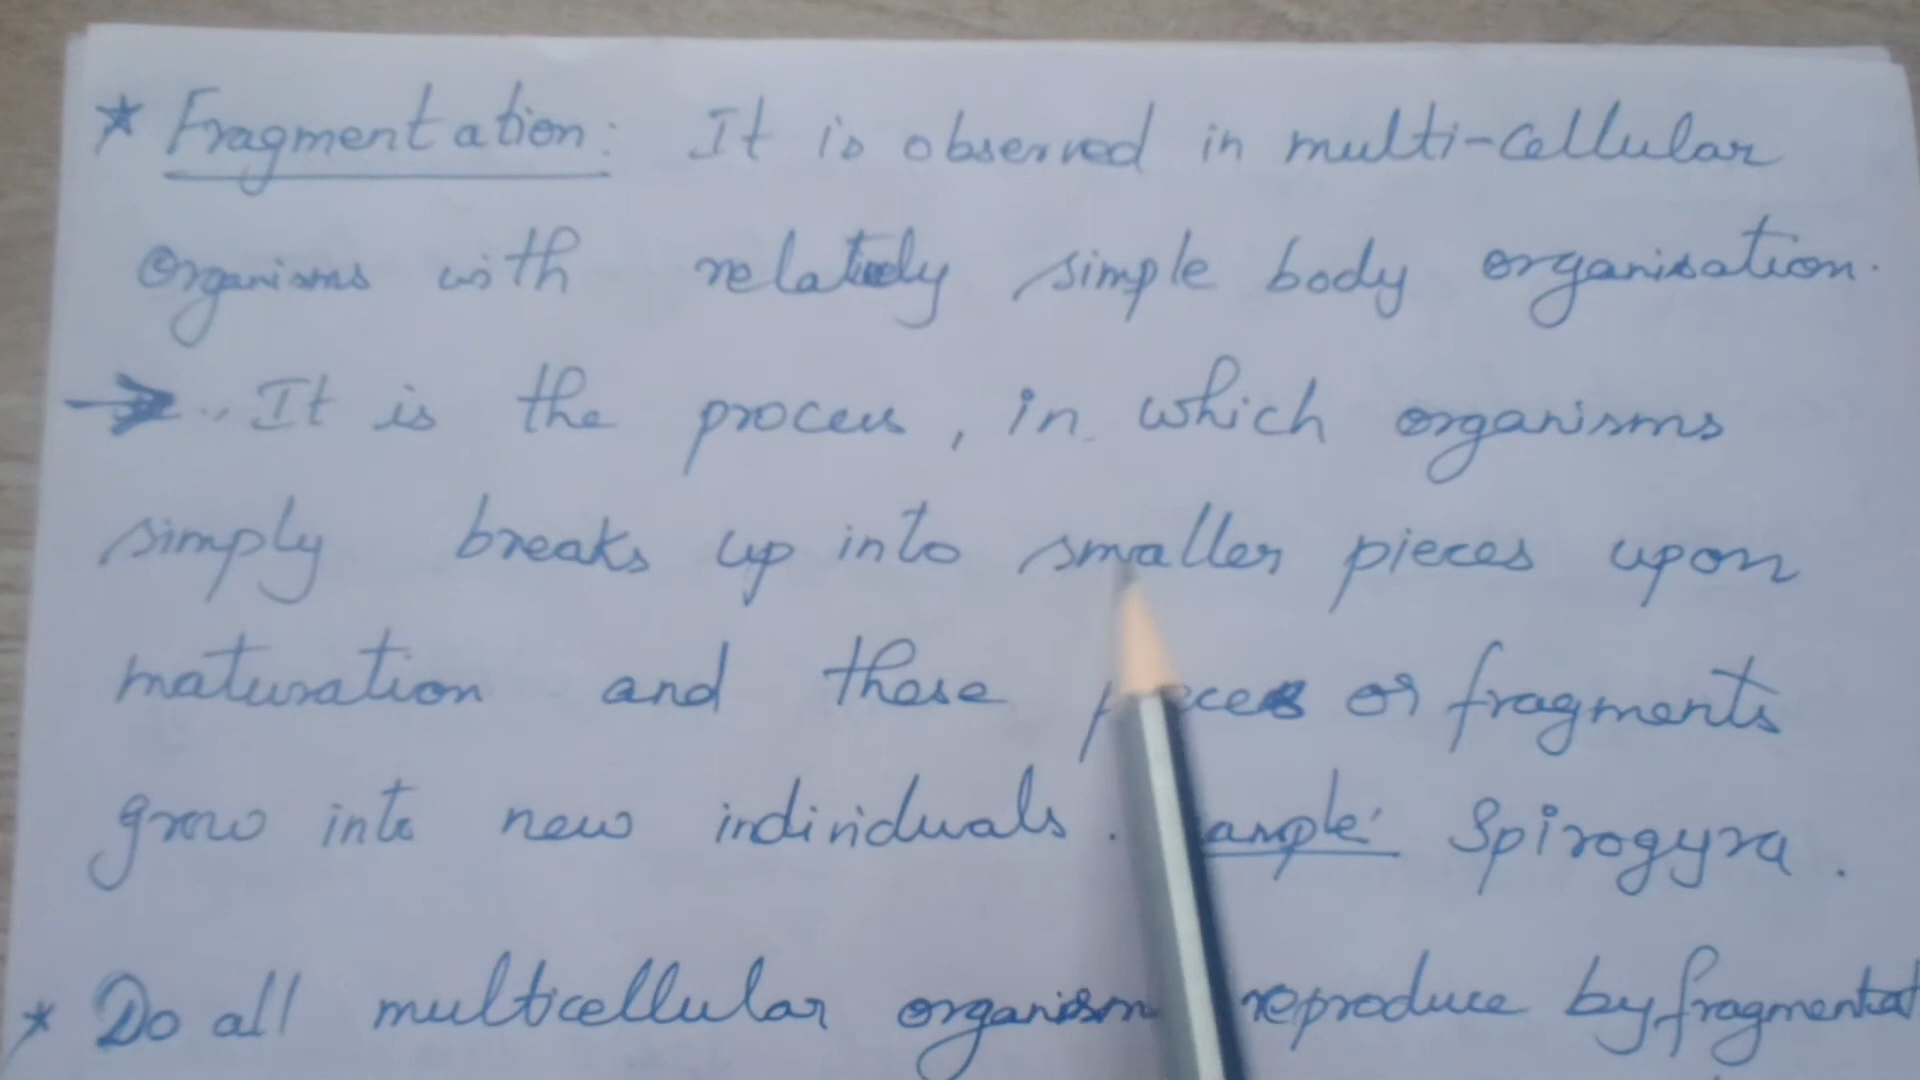 * Fragmentation: It is observed in multi-cellular
organisms with relatively simple body organisation.
→ It is the process, in which organisms
simply breaks up into smaller pieces upon
maturation and these or fragments
grow into new individuals. Spirogyra.
* Do all multicellular organism reproduce by fragmentat